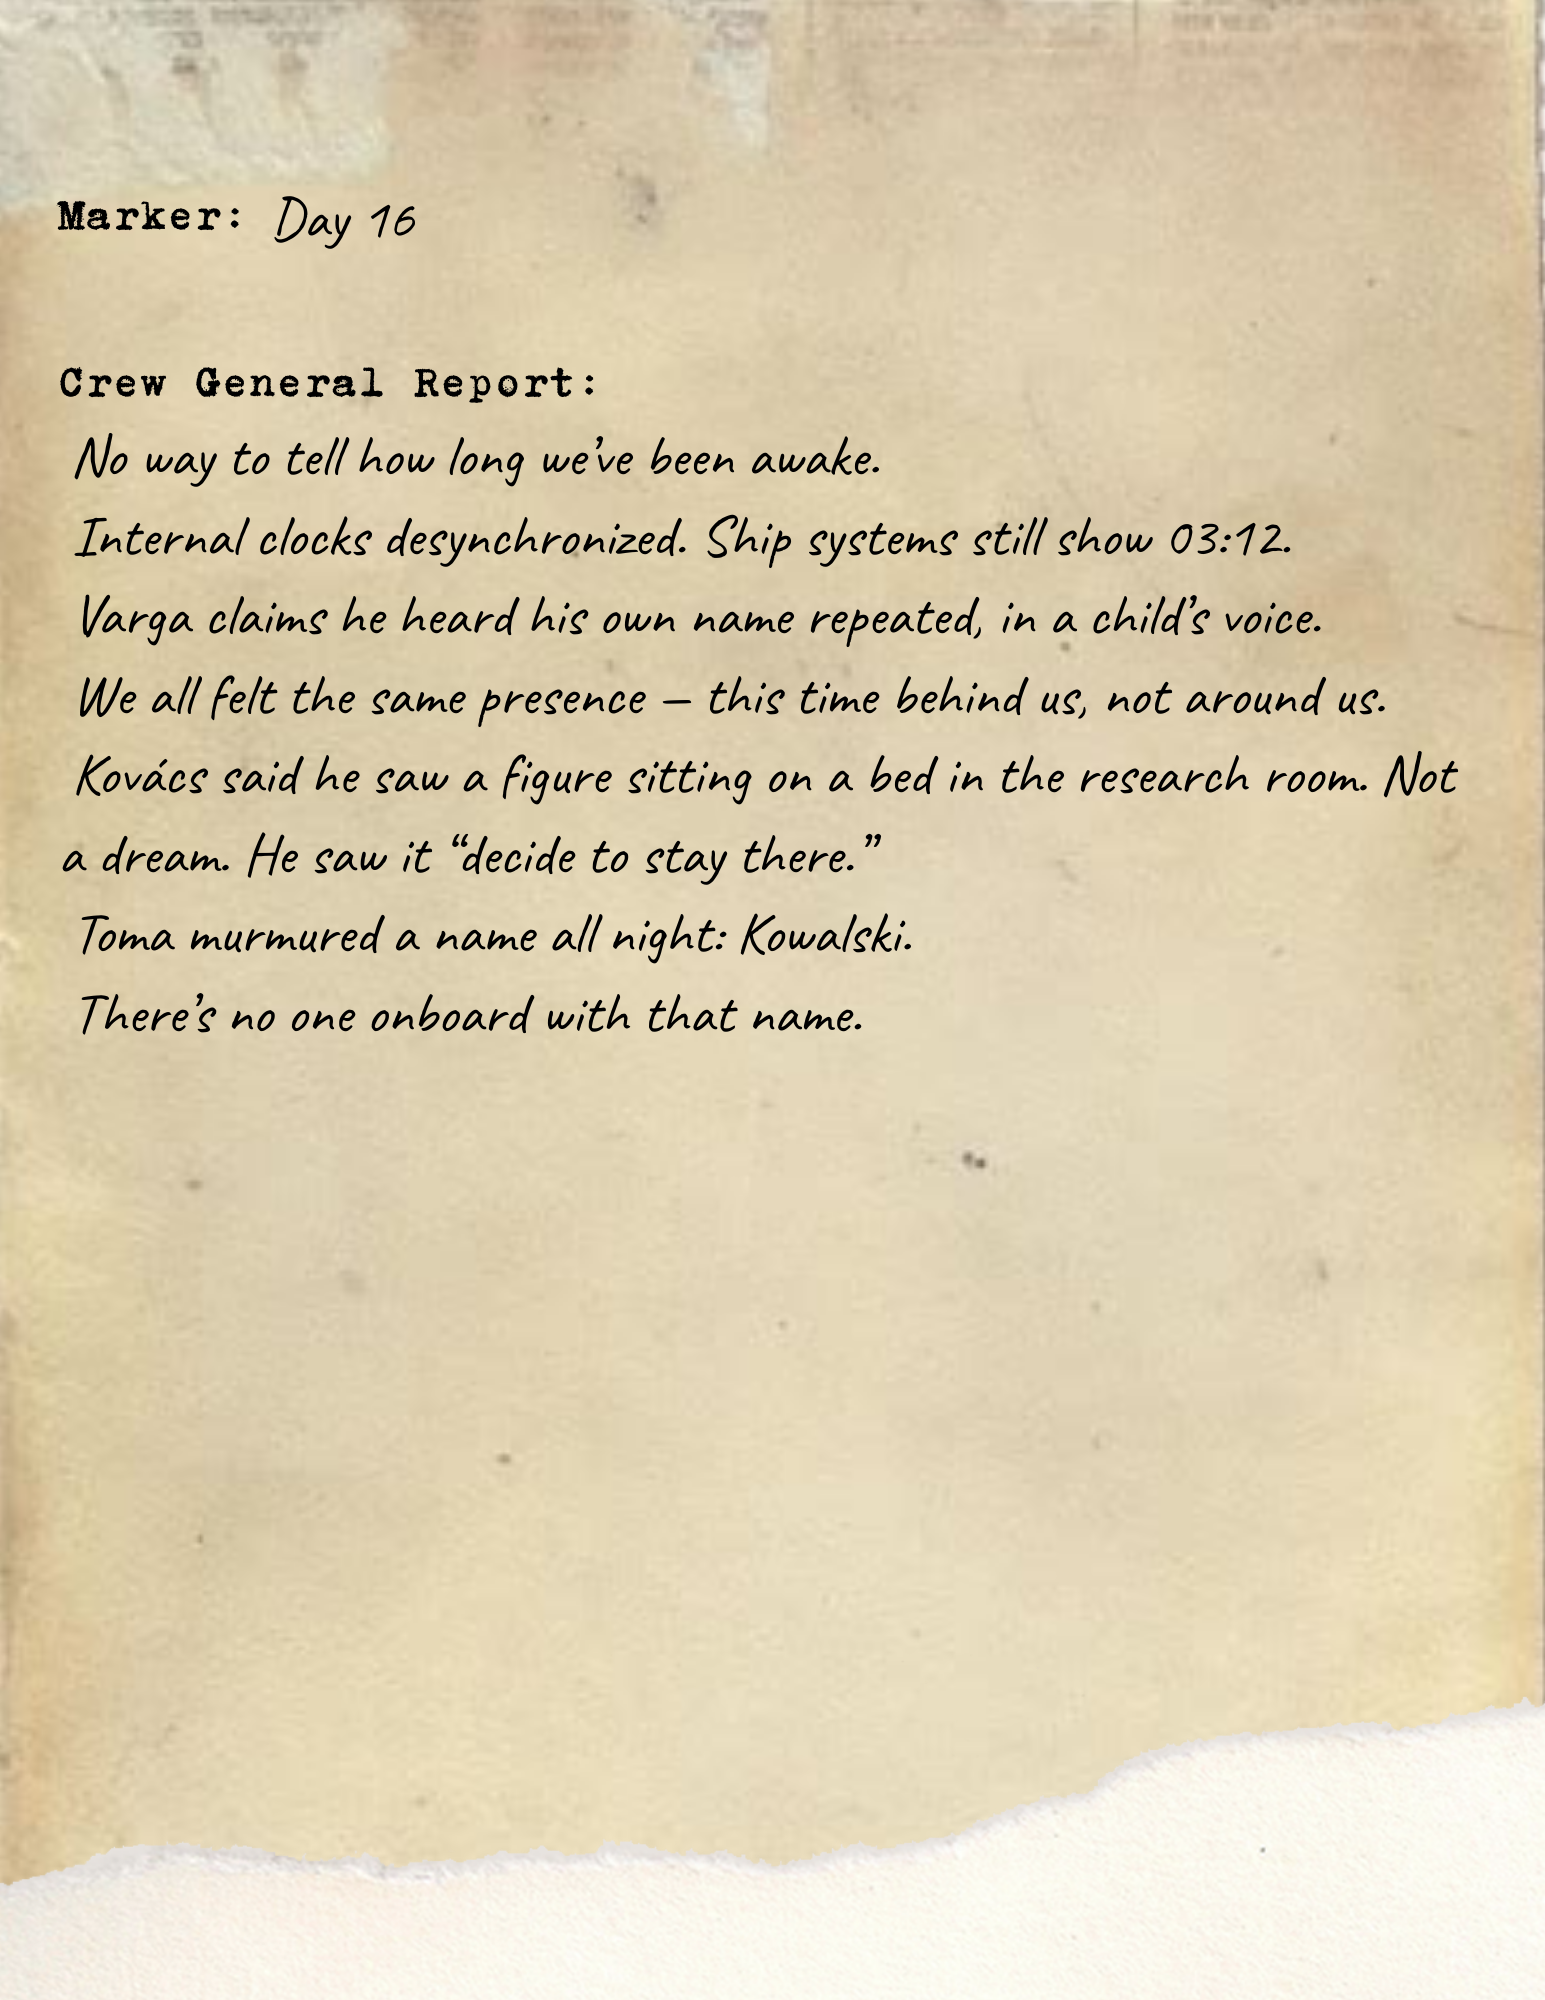 Marker: Day 16
Crew General Report:
No way to tell how long we’ve been awake.
Internal clocks desynchronized. Ship systems still show 03:12.
Varga claims he heard his own name repeated, in a child’s voice.
We all felt the same presence — this time behind us, not around us.
Kovács said he saw a figure sitting on a bed in the research room. Not
a dream. He saw it “decide to stay there.”
Toma murmured a name all night: Kowalski.
There’s no one onboard with that name.